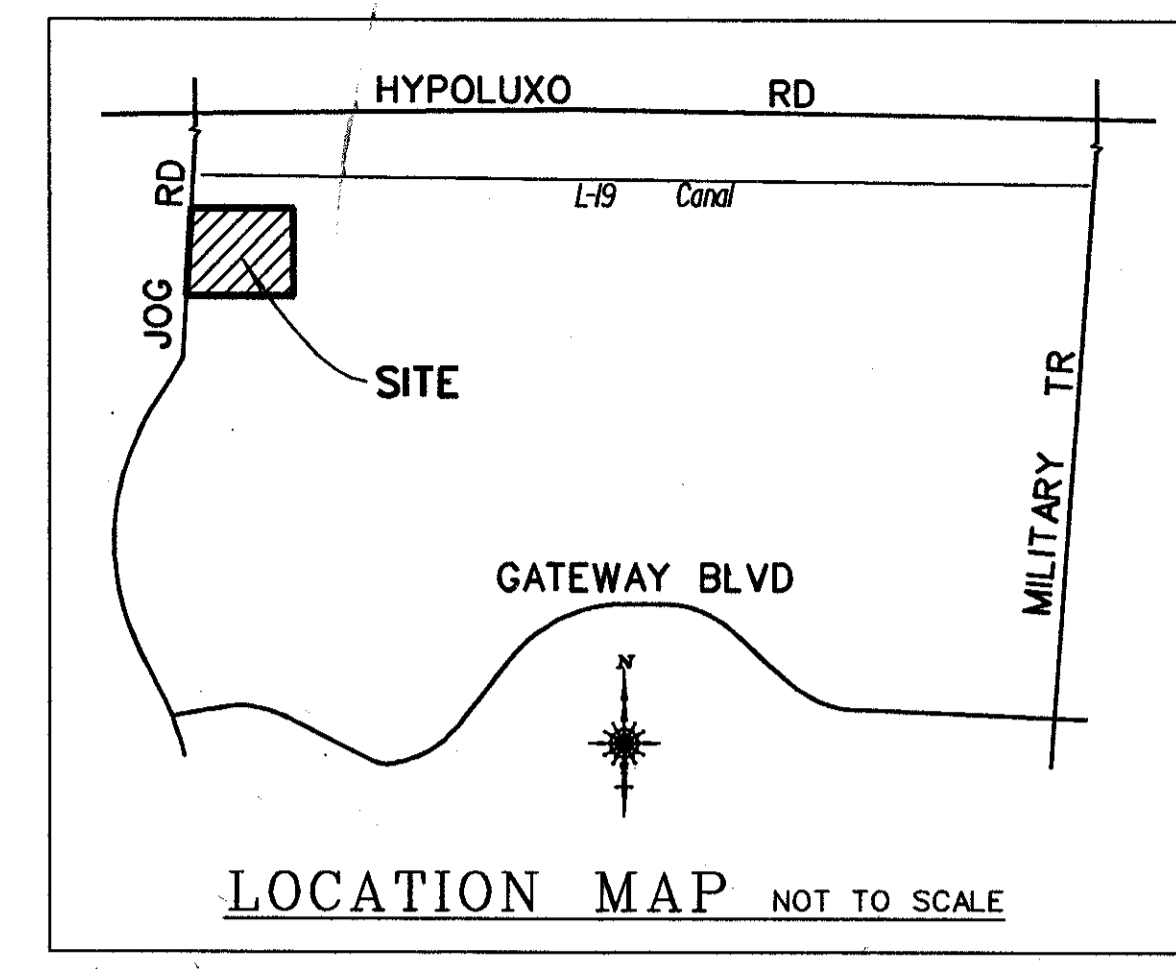 HYPOLUXO RD
L-19 Canal
JOG RD
SITE
MILITARY TR
GATEWAY BLVD
N
LOCATION MAP NOT TO SCALE